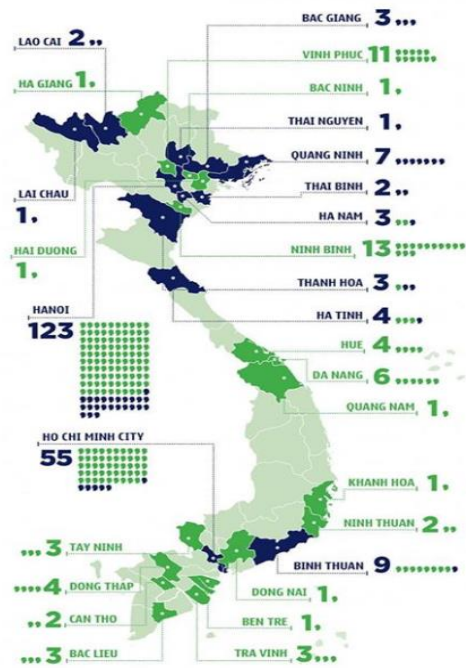 BAC GIANG 3
LAO CAI 2
VINH PHUC 11
HA GIANG 1
BAC NINH 1
THAI NGUYEN 1
QUANG NINH 7
THAI BINH 2
LAI CHAU
1
HA NAM 3
HAI DUONG
1
NINH BINH 13
THANH HOA 3
HANOI
123
HA TINH 4
HUE 4
DA NANG 6
QUANG NAM 1
HO CHI MINH CITY
55
KHANH HOA 1
NINH THUAN 2
3 TAY NINH
BINH THUAN 9
4 DONG THAP
DONG NAI 1
2 CAN THO
BEN TRE 1
3 BAC LIEU
TRA VINH 3